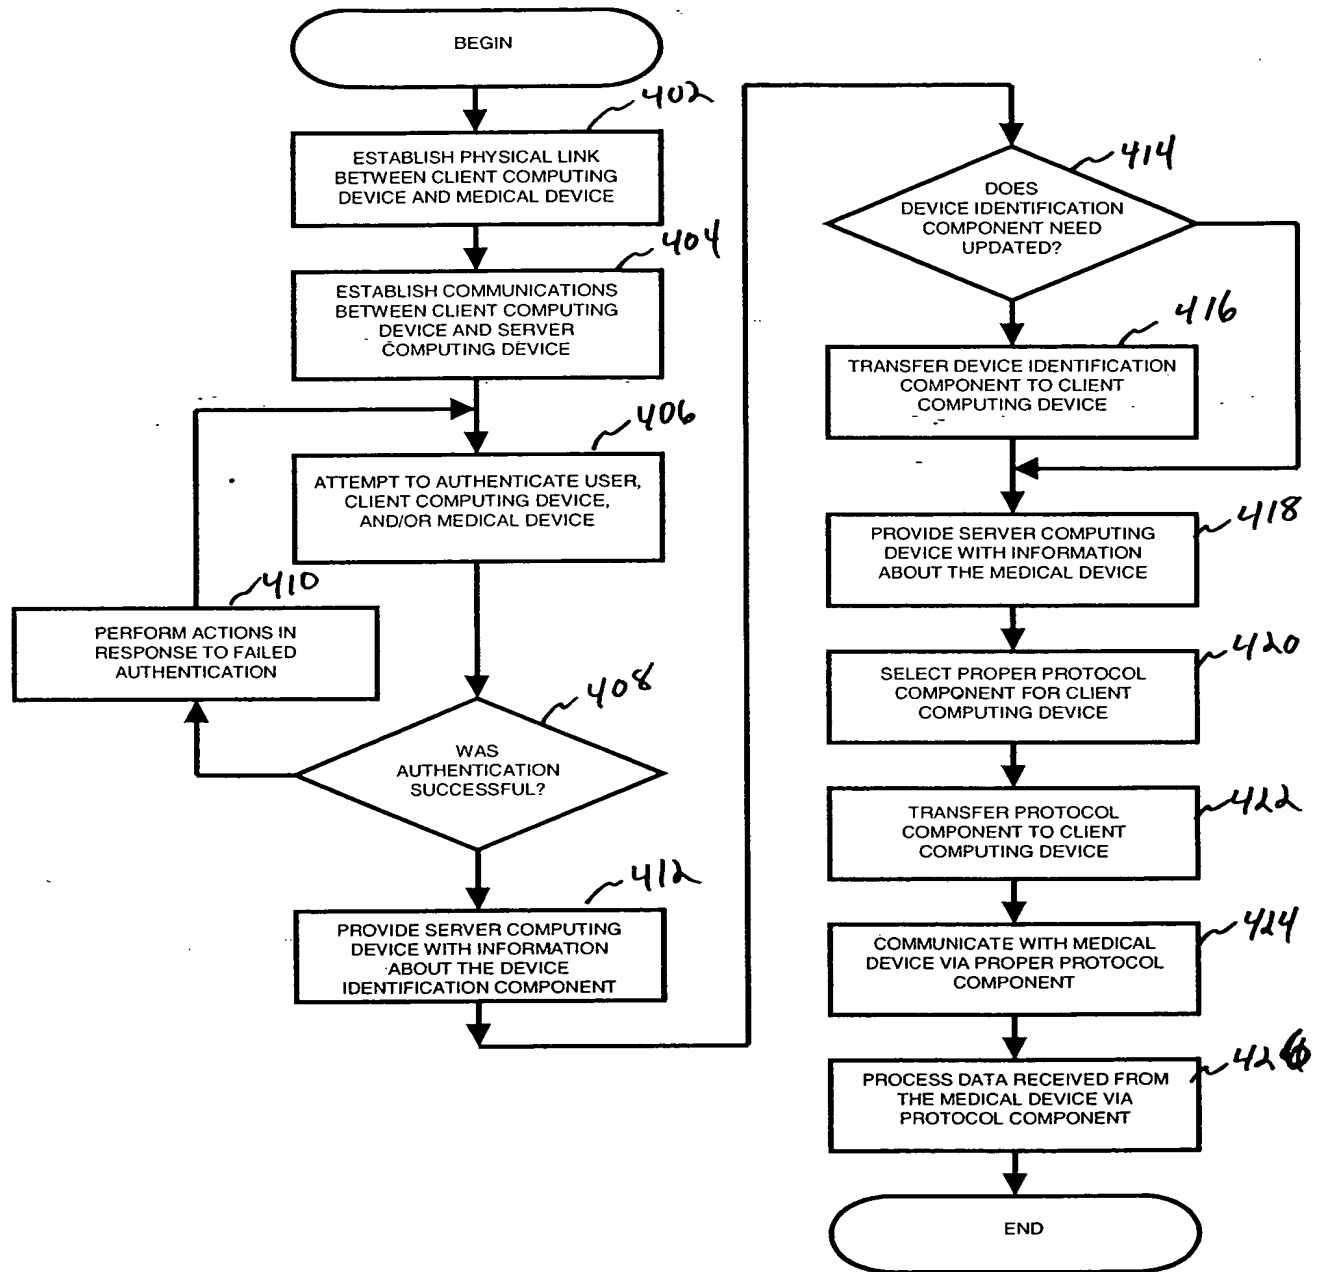 BEGIN
402
ESTABLISH PHYSICAL LINK
BETWEEN CLIENT COMPUTING
DEVICE AND MEDICAL DEVICE
404
ESTABLISH COMMUNICATIONS
BETWEEN CLIENT COMPUTING
DEVICE AND SERVER
COMPUTING DEVICE
406
ATTEMPT TO AUTHENTICATE USER,
CLIENT COMPUTING DEVICE,
AND/OR MEDICAL DEVICE
410
PERFORM ACTIONS IN
RESPONSE TO FAILED
AUTHENTICATION
408
WAS
AUTHENTICATION
SUCCESSFUL?
412
PROVIDE SERVER COMPUTING
DEVICE WITH INFORMATION
ABOUT THE DEVICE
IDENTIFICATION COMPONENT
414
DOES
DEVICE IDENTIFICATION
COMPONENT NEED
UPDATED?
416
TRANSFER DEVICE IDENTIFICATION
COMPONENT TO CLIENT
COMPUTING DEVICE
418
PROVIDE SERVER COMPUTING
DEVICE WITH INFORMATION
ABOUT THE MEDICAL DEVICE
420
SELECT PROPER PROTOCOL
COMPONENT FOR CLIENT
COMPUTING DEVICE
422
TRANSFER PROTOCOL
COMPONENT TO CLIENT
COMPUTING DEVICE
424
COMMUNICATE WITH MEDICAL
DEVICE VIA PROPER PROTOCOL
COMPONENT
426
PROCESS DATA RECEIVED FROM
THE MEDICAL DEVICE VIA
PROTOCOL COMPONENT
END